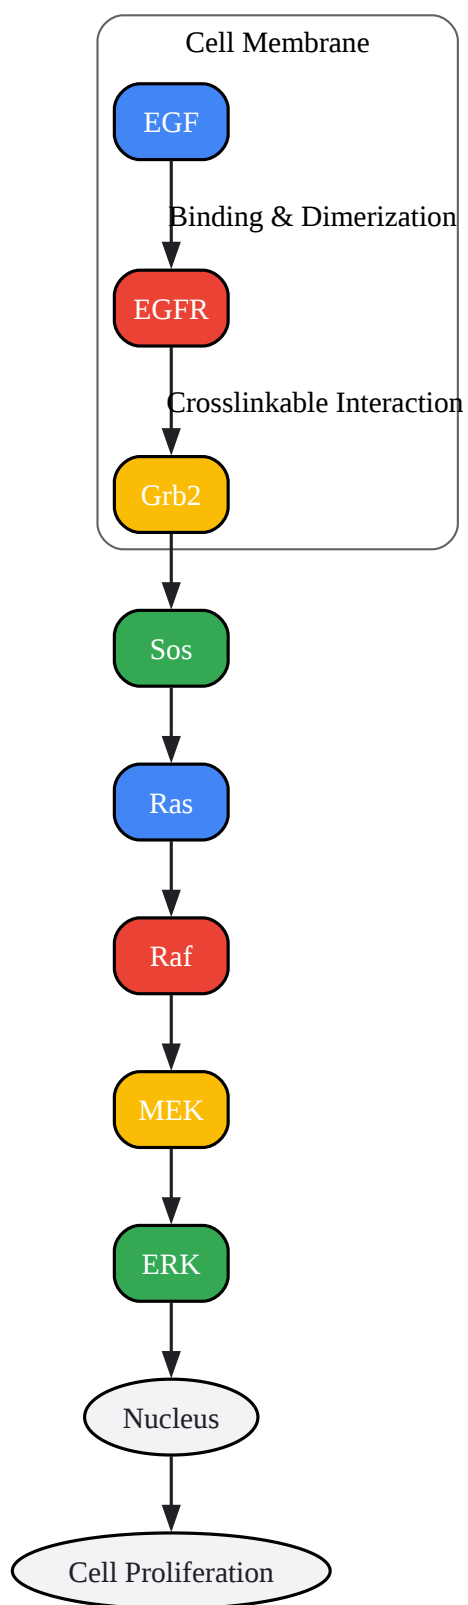 Cell Membrane
EGF
Binding & Dimerization
EGFR
Crosslinkable Interaction
Grb2
Sos
Ras
Raf
MEK
ERK
Nucleus
Cell Proliferation